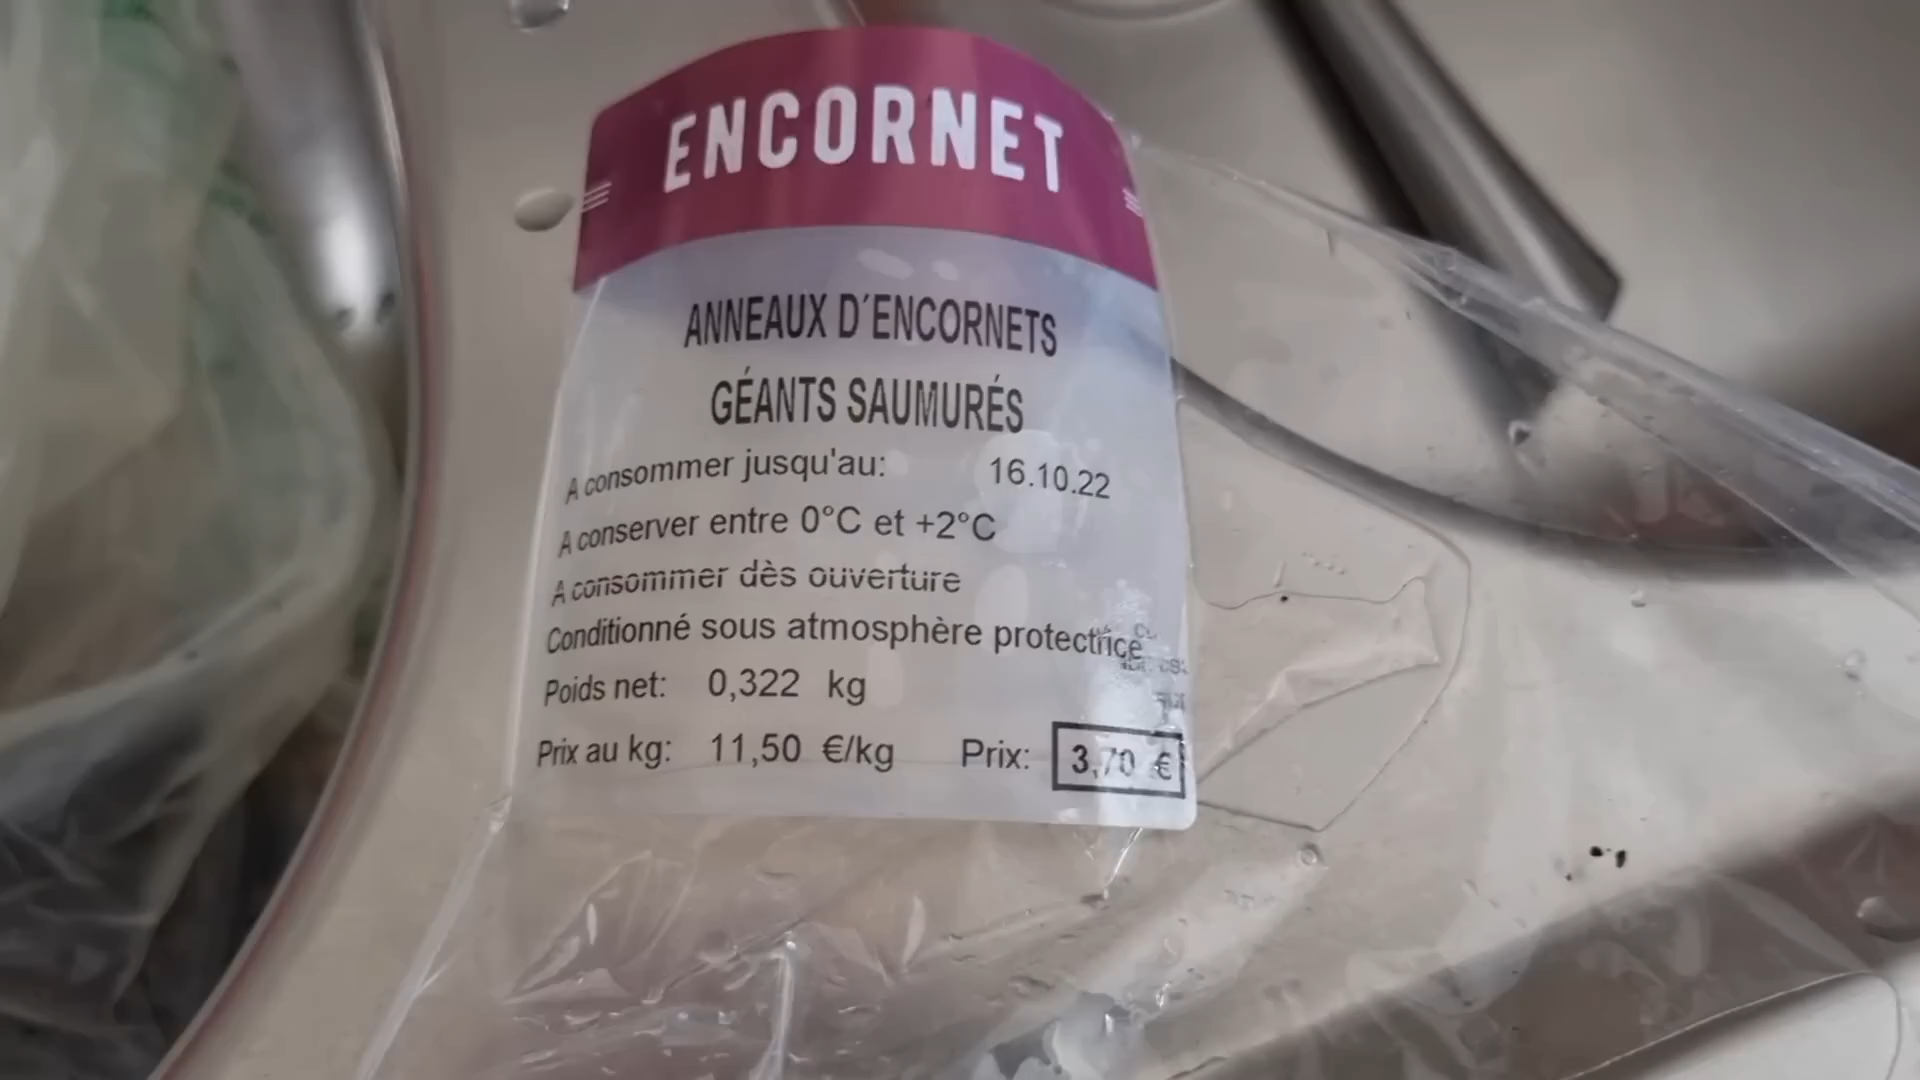 ENCORNET
ANNEAUX D'ENCORNETS
GÉANTS SAUMURÉS
A consommer jusqu'au: 16.10.22
A conserver entre 0°C et +2°C
A consommer dès ouverture
Conditionné sous atmosphère protectrice
Poids net: 0,322 kg
Prix au kg: 11,50 €/kg Prix: 3,70 €